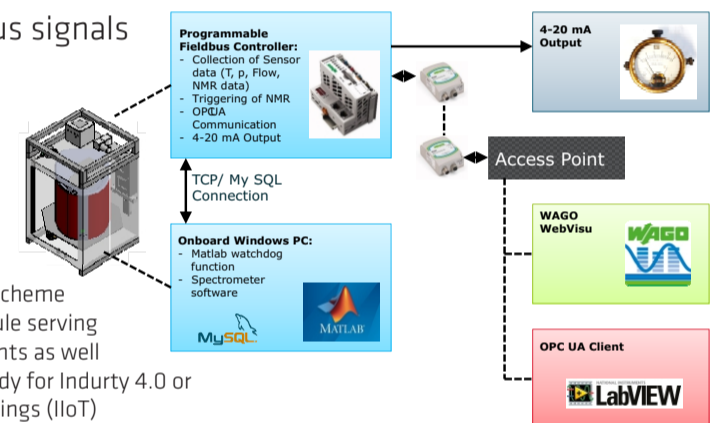 us signals
Programmable
Fieldbus Controller:
- Collection of Sensor
data (T, p, Flow,
NMR data)
- Triggering of NMR
- OPCUA
Communication
- 4-20 mA Output
4-20 mA
Output
Access Point
TCP/ My SQL
Connection
WAGO
WebVisu
WAGO
Onboard Windows PC:
- Matlab watchdog
function
- Spectrometer
software
MySQL
MATLAB
OPC UA Client
NATIONAL INSTRUMENTS
LabVIEW
cheme
ule serving
nts as well
dy for Indurty 4.0 or
ings (IIoT)